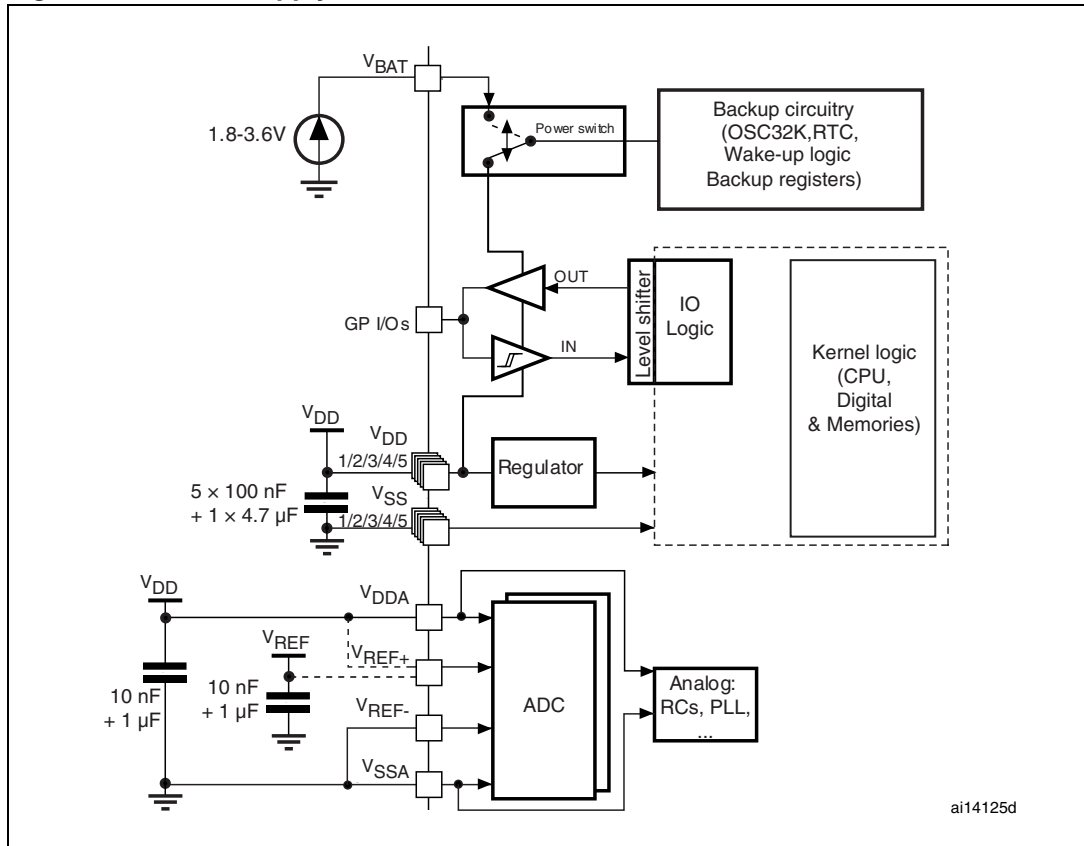 VBAT
1.8-3.6V
Power switch
Backup circuitry
(OSC32K,RTC,
Wake-up logic
Backup registers)
OUT
GP I/Os
IN
Level shifter
IO
Logic
Kernel logic
(CPU,
Digital
& Memories)
VDD
VDD
1/2/3/4/5
Regulator
5 × 100 nF
+ 1 × 4.7 µF
VSS
1/2/3/4/5
VDD
VDDA
VREF
VREF+
10 nF
+ 1 µF
10 nF
+ 1 µF
VREF-
ADC
Analog:
RCs, PLL,
...
VSSA
ai14125d